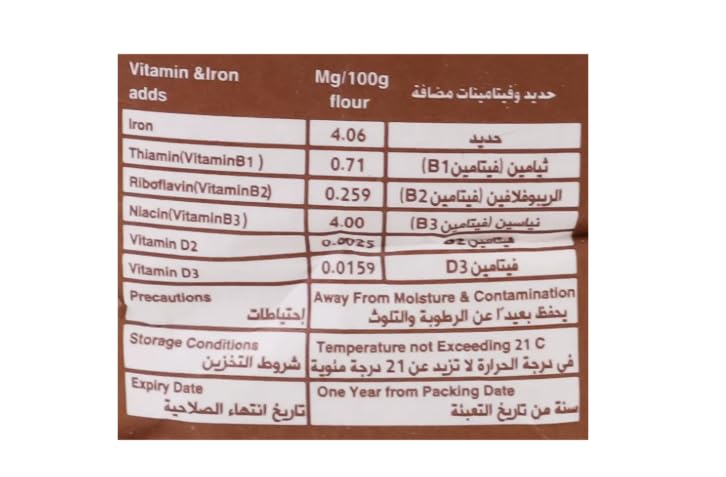 Vitamin &Iron adds
Mg/100g flour
حديد وفيتامينات مضافة
Iron 4.06 حديد
Thiamin(VitaminB1 ) 0.71 ثيامين (فيتامين B1)
Riboflavin(VitaminB2) 0.259 الريبوفلافين (فيتامين B2)
Niacin(VitaminB3 ) 4.00 نياسين (فيتامين B3)
Vitamin D2 0.0025 فيتامين
Vitamin D3 0.0159 فيتامين D3
Precautions Away From Moisture & Contamination
إحتياطات يحفظ بعيداً عن الرطوبة والتلوث
Storage Conditions Temperature not Exceeding 21 C
شروط التخزين في درجة الحرارة لا تزيد عن 21 درجة مئوية
Expiry Date One Year from Packing Date
تاريخ انتهاء الصلاحية سنة من تاريخ التعبئة